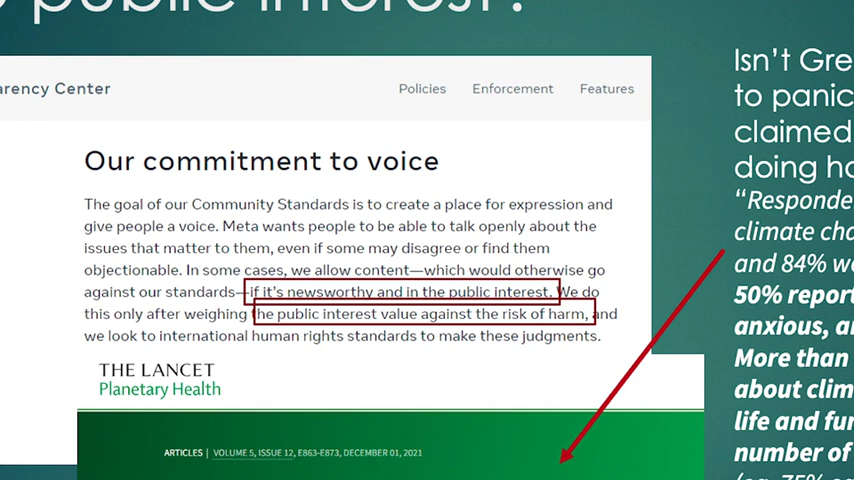 public interest?
arency Center
Policies Enforcement Features
Our commitment to voice
The goal of our Community Standards is to create a place for expression and
give people a voice. Meta wants people to be able to talk openly about the
issues that matter to them, even if some may disagree or find them
objectionable. In some cases, we allow content—which would otherwise go
against our standards—if it's newsworthy and in the public interest. We do
this only after weighing the public interest value against the risk of harm, and
we look to international human rights standards to make these judgments.
THE LANCET
Planetary Health
ARTICLES | VOLUME 5, ISSUE 12, E863-E873, DECEMBER 01, 2021
Isn't Gre
to panic
claimed
doing ha
"Responde
climate cha
and 84% we
50% report
anxious, an
More than
about clim
life and fun
number of